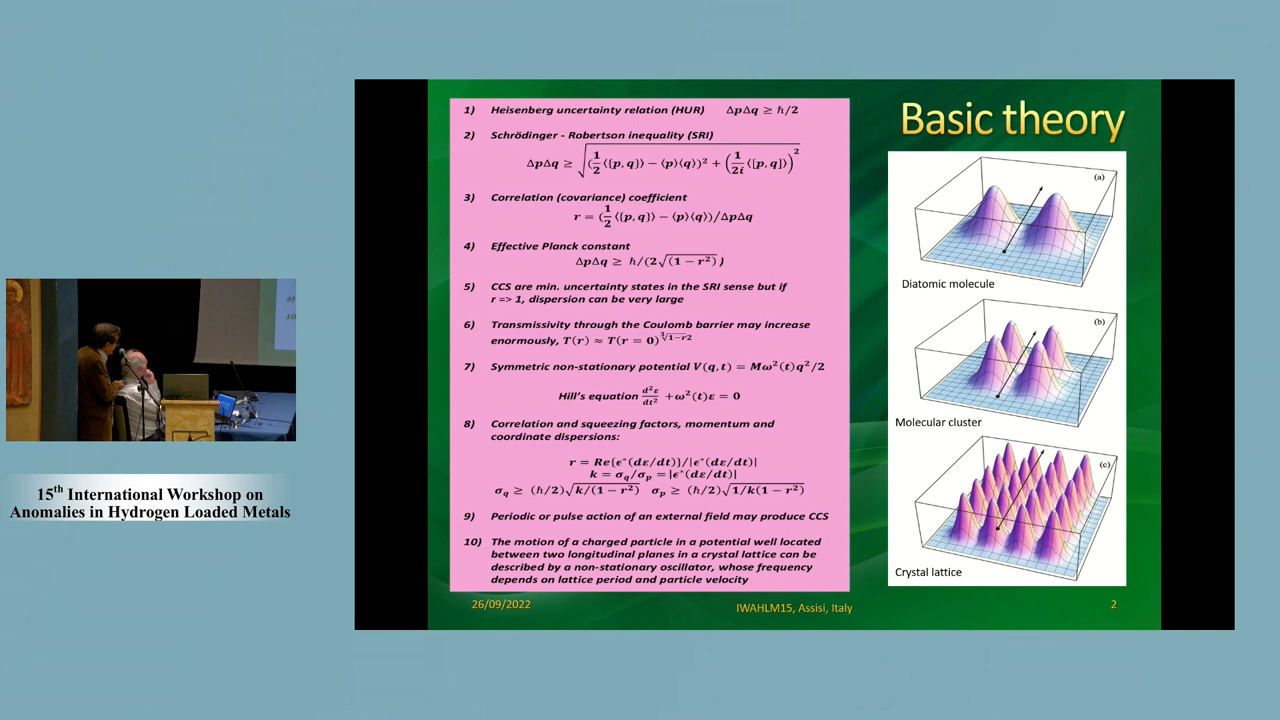 1) Heisenberg uncertainty relation (HUR) ΔpΔq ≥ ℏ/2
2) Schrödinger - Robertson inequality (SRI)
ΔpΔq ≥ √((1/2⟨{p,q}⟩ − ⟨p⟩⟨q⟩)² + (1/2i⟨[p,q]⟩)²
3) Correlation (covariance) coefficient
r = (1/2⟨{p,q}⟩ − ⟨p⟩⟨q⟩)/ΔpΔq
4) Effective Planck constant
ΔpΔq ≥ ℏ/(2√(1−r²))
5) CCS are min. uncertainty states in the SRI sense but if
r => 1, dispersion can be very large
6) Transmissivity through the Coulomb barrier may increase
enormously, T(r) ≈ T(r = 0)^∛1−r2
7) Symmetric non-stationary potential V(q,t) = Mω²(t)q²/2
Hill's equation d²ε/dt² +ω²(t)ε = 0
8) Correlation and squeezing factors, momentum and
coordinate dispersions:
r = Re{ϵ*(dε/dt)}/|ϵ*(dε/dt)|
k = σq/σp = |ϵ*(dε/dt)|
σq ≥ (ℏ/2)√k/(1−r²) σp ≥ (ℏ/2)√1/k(1−r²)
9) Periodic or pulse action of an external field may produce CCS
10) The motion of a charged particle in a potential well located
between two longitudinal planes in a crystal lattice can be
described by a non-stationary oscillator, whose frequency
depends on lattice period and particle velocity
Basic theory
(a)
Diatomic molecule
(b)
Molecular cluster
(c)
Crystal lattice
26/09/2022
IWAHLM15, Assisi, Italy
2
9)
10
15th International Workshop on
Anomalies in Hydrogen Loaded Metals